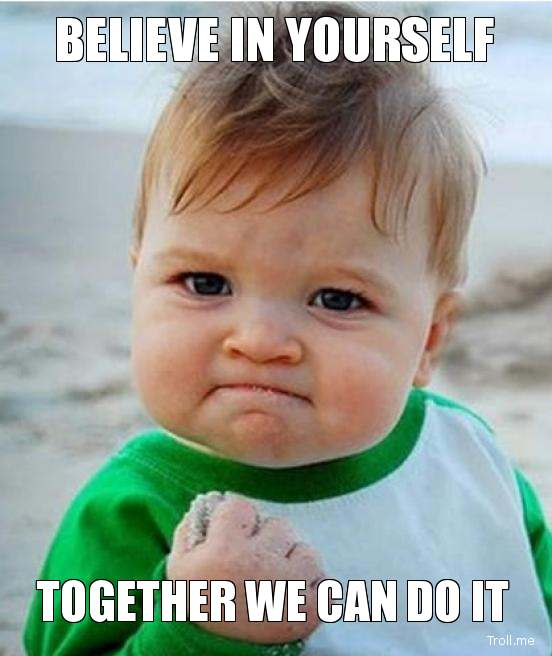 BELIEVE IN YOURSELF
TOGETHER WE CAN DO IT
Troll.me